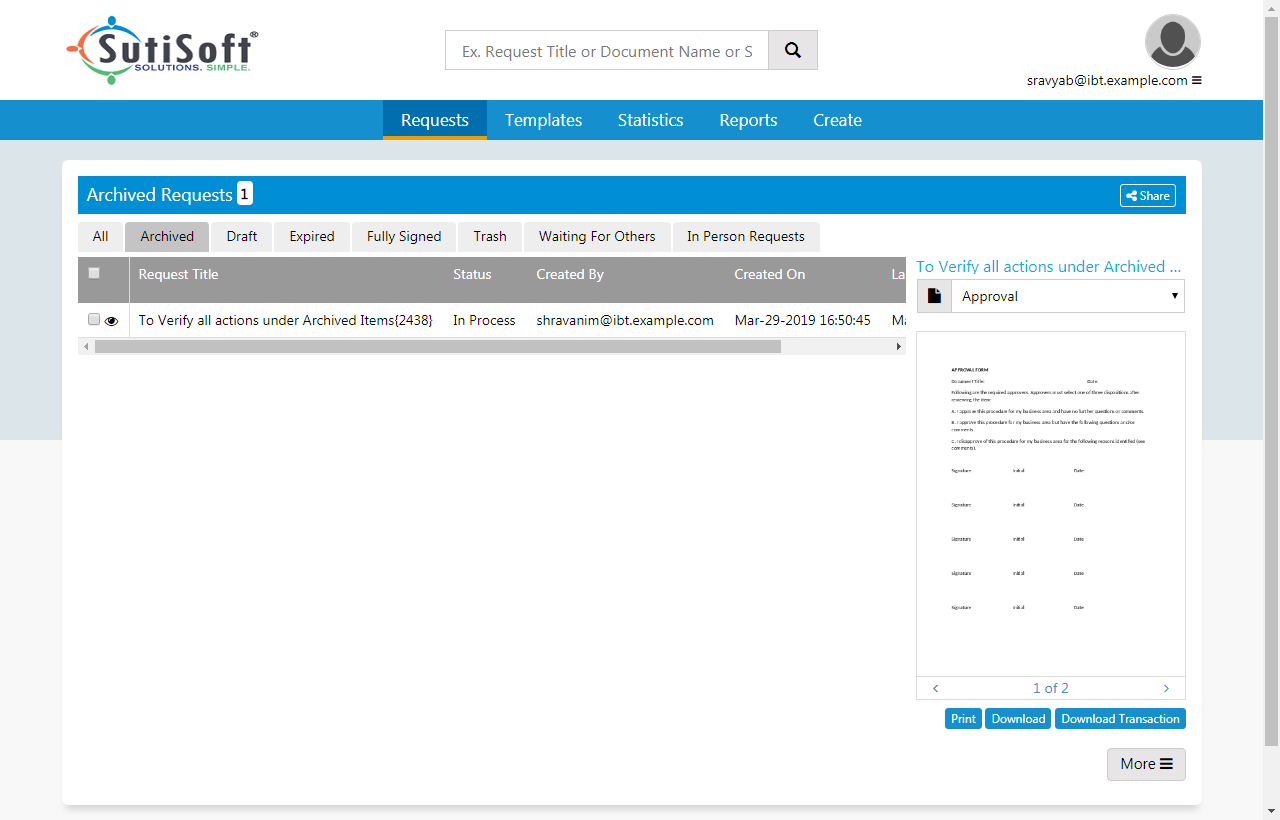 SutiSoft®
SOLUTIONS. SIMPLE.
Ex. Request Title or Document Name or S
sravyab@ibt.example.com
Requests Templates Statistics Reports Create
Archived Requests 1
Share
All Archived Draft Expired Fully Signed Trash Waiting For Others In Person Requests
Request Title Status Created By Created On La
To Verify all actions under Archived Items{2438} In Process shravanim@ibt.example.com Mar-29-2019 16:50:45 Ma
To Verify all actions under Archived ...
Approval
APPROVAL FORM
Document Title: Date:
Following are the required approvers. Approvers must select one of three dispositions after
reviewing the item:
A. I approve this procedure for my business area and have no further questions or comments.
B. I approve this procedure for my business area but have the following questions and/or
comments.
C. I disapprove of this procedure for my business area for the following reasons identified (see
comments).
Signature Initial Date
Signature Initial Date
Signature Initial Date
Signature Initial Date
Signature Initial Date
1 of 2
Print Download Download Transaction
More